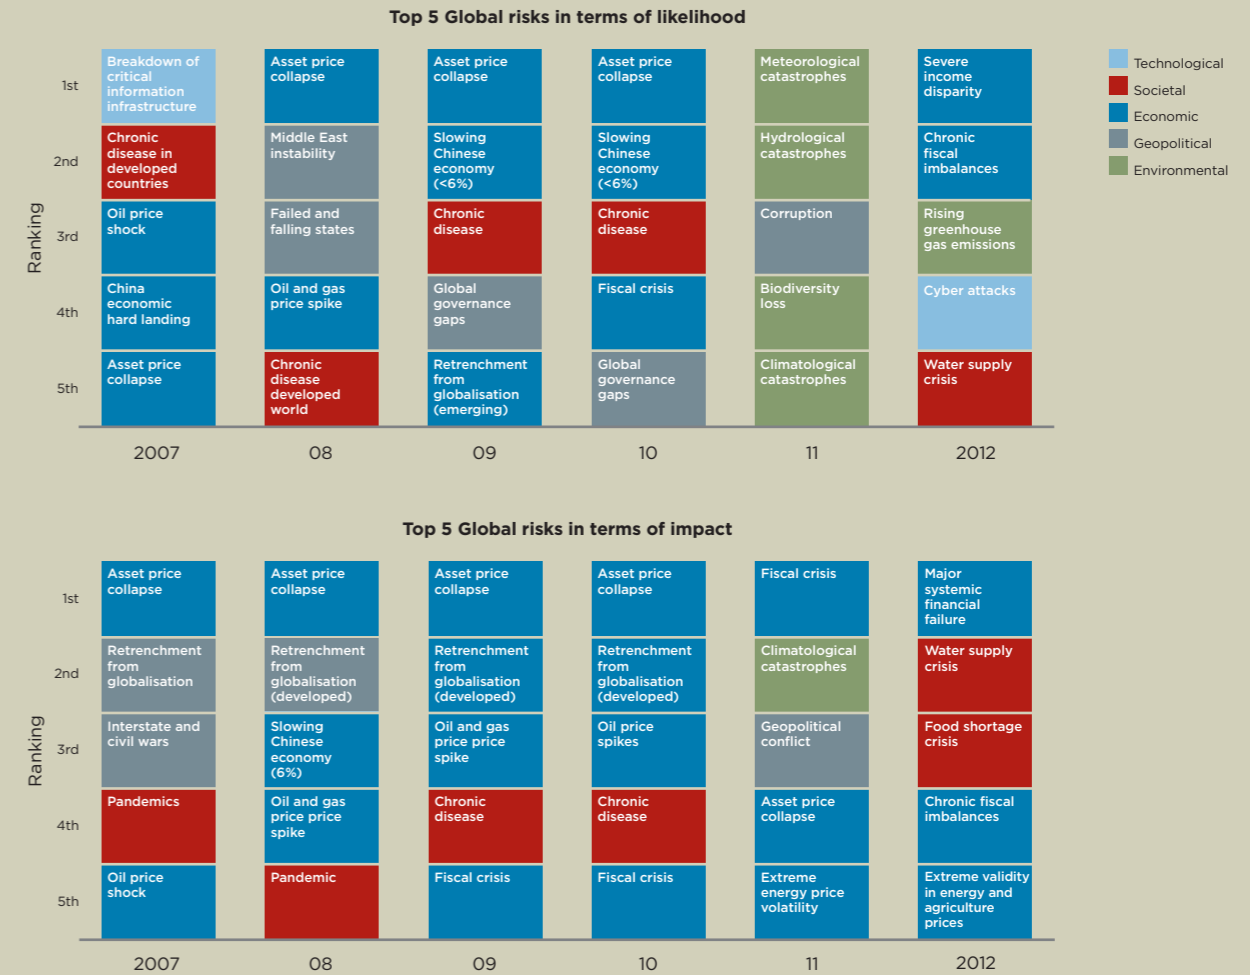 Top 5 Global risks in terms of likelihood
Technological
Societal
Economic
Geopolitical
Environmental
Ranking
1st
Breakdown of
critical
information
infrastructure
Asset price
collapse
Asset price
collapse
Asset price
collapse
Meteorological
catastrophes
Severe
income
disparity
2nd
Chronic
disease in
developed
countries
Middle East
instability
Slowing
Chinese
economy
(<6%)
Slowing
Chinese
economy
(<6%)
Hydrological
catastrophes
Chronic
fiscal
imbalances
3rd
Oil price
shock
Failed and
falling states
Chronic
disease
Chronic
disease
Corruption
Rising
greenhouse
gas emissions
4th
China
economic
hard landing
Oil and gas
price spike
Global
governance
gaps
Fiscal crisis
Biodiversity
loss
Cyber attacks
5th
Asset price
collapse
Chronic
disease
developed
world
Retrenchment
from
globalisation
(emerging)
Global
governance
gaps
Climatological
catastrophes
Water supply
crisis
2007
08
09
10
11
2012
Top 5 Global risks in terms of impact
Ranking
1st
Asset price
collapse
Asset price
collapse
Asset price
collapse
Asset price
collapse
Fiscal crisis
Major
systemic
financial
failure
2nd
Retrenchment
from
globalisation
Retrenchment
from
globalisation
(developed)
Retrenchment
from
globalisation
(developed)
Retrenchment
from
globalisation
(developed)
Climatological
catastrophes
Water supply
crisis
3rd
Interstate and
civil wars
Slowing
Chinese
economy
(6%)
Oil and gas
price price
spike
Oil price
spikes
Geopolitical
conflict
Food shortage
crisis
4th
Pandemics
Oil and gas
price price
spike
Chronic
disease
Chronic
disease
Asset price
collapse
Chronic fiscal
imbalances
5th
Oil price
shock
Pandemic
Fiscal crisis
Fiscal crisis
Extreme
energy price
volatility
Extreme validity
in energy and
agriculture
prices
2007
08
09
10
11
2012